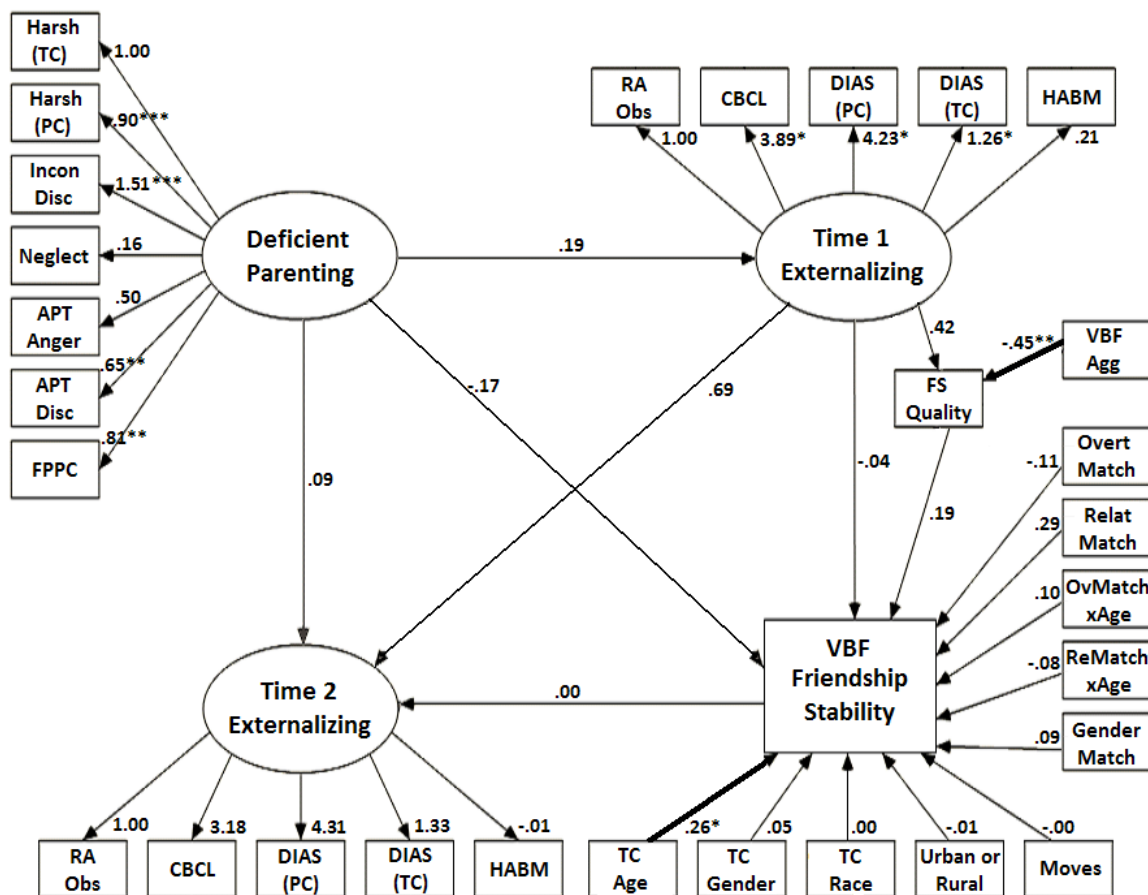 Harsh
(TC)
1.00
Harsh
(PC)
.90***
Incon
Disc
1.51***
Neglect
.16
APT
Anger
.50
APT
Disc
.65**
FPPC
.81**
Deficient
Parenting
.19
RA
Obs
CBCL
DIAS
(PC)
DIAS
(TC)
HABM
1.00
3.89*
4.23*
1.26*
.21
Time 1
Externalizing
.42
-.45**
VBF
Agg
FS
Quality
-.17
.69
-.04
.09
.19
-.11
Overt
Match
.29
Relat
Match
.10
OvMatch
xAge
-.08
ReMatch
xAge
.09
Gender
Match
VBF
Friendship
Stability
.00
Time 2
Externalizing
1.00
3.18
4.31
1.33
-.01
RA
Obs
CBCL
DIAS
(PC)
DIAS
(TC)
HABM
.26*
.05
.00
-.01
-.00
TC
Age
TC
Gender
TC
Race
Urban or
Rural
Moves